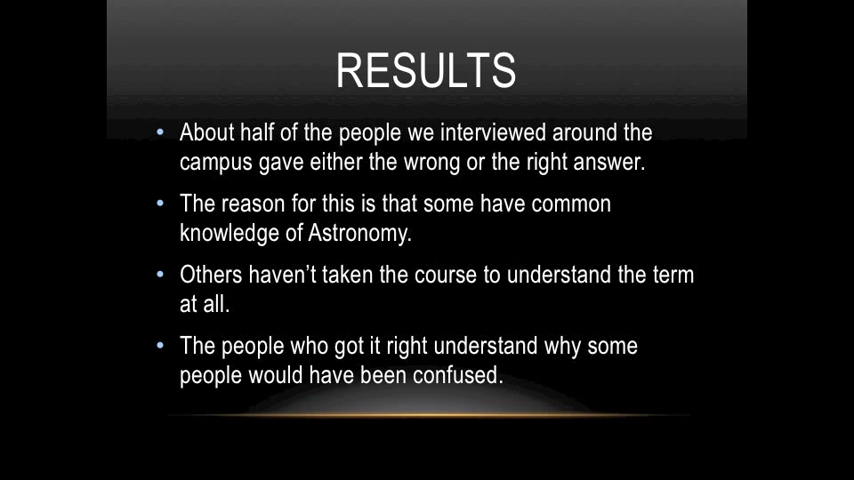 RESULTS
• About half of the people we interviewed around the
campus gave either the wrong or the right answer.
• The reason for this is that some have common
knowledge of Astronomy.
• Others haven’t taken the course to understand the term
at all.
• The people who got it right understand why some
people would have been confused.